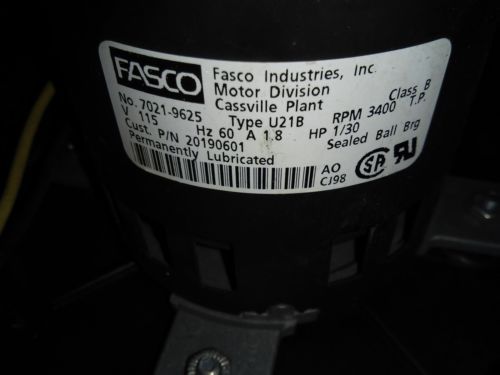 FASCO
Fasco Industries, Inc.
Motor Division
Cassville Plant
No. 7021-9625 Type U21B RPM 3400 Class B T.P.
V 115 Hz 60 A 1.8 HP 1/30 Sealed Ball Brg
Cust. P/N 20190601
Permanently Lubricated
AO
CJ98
SA